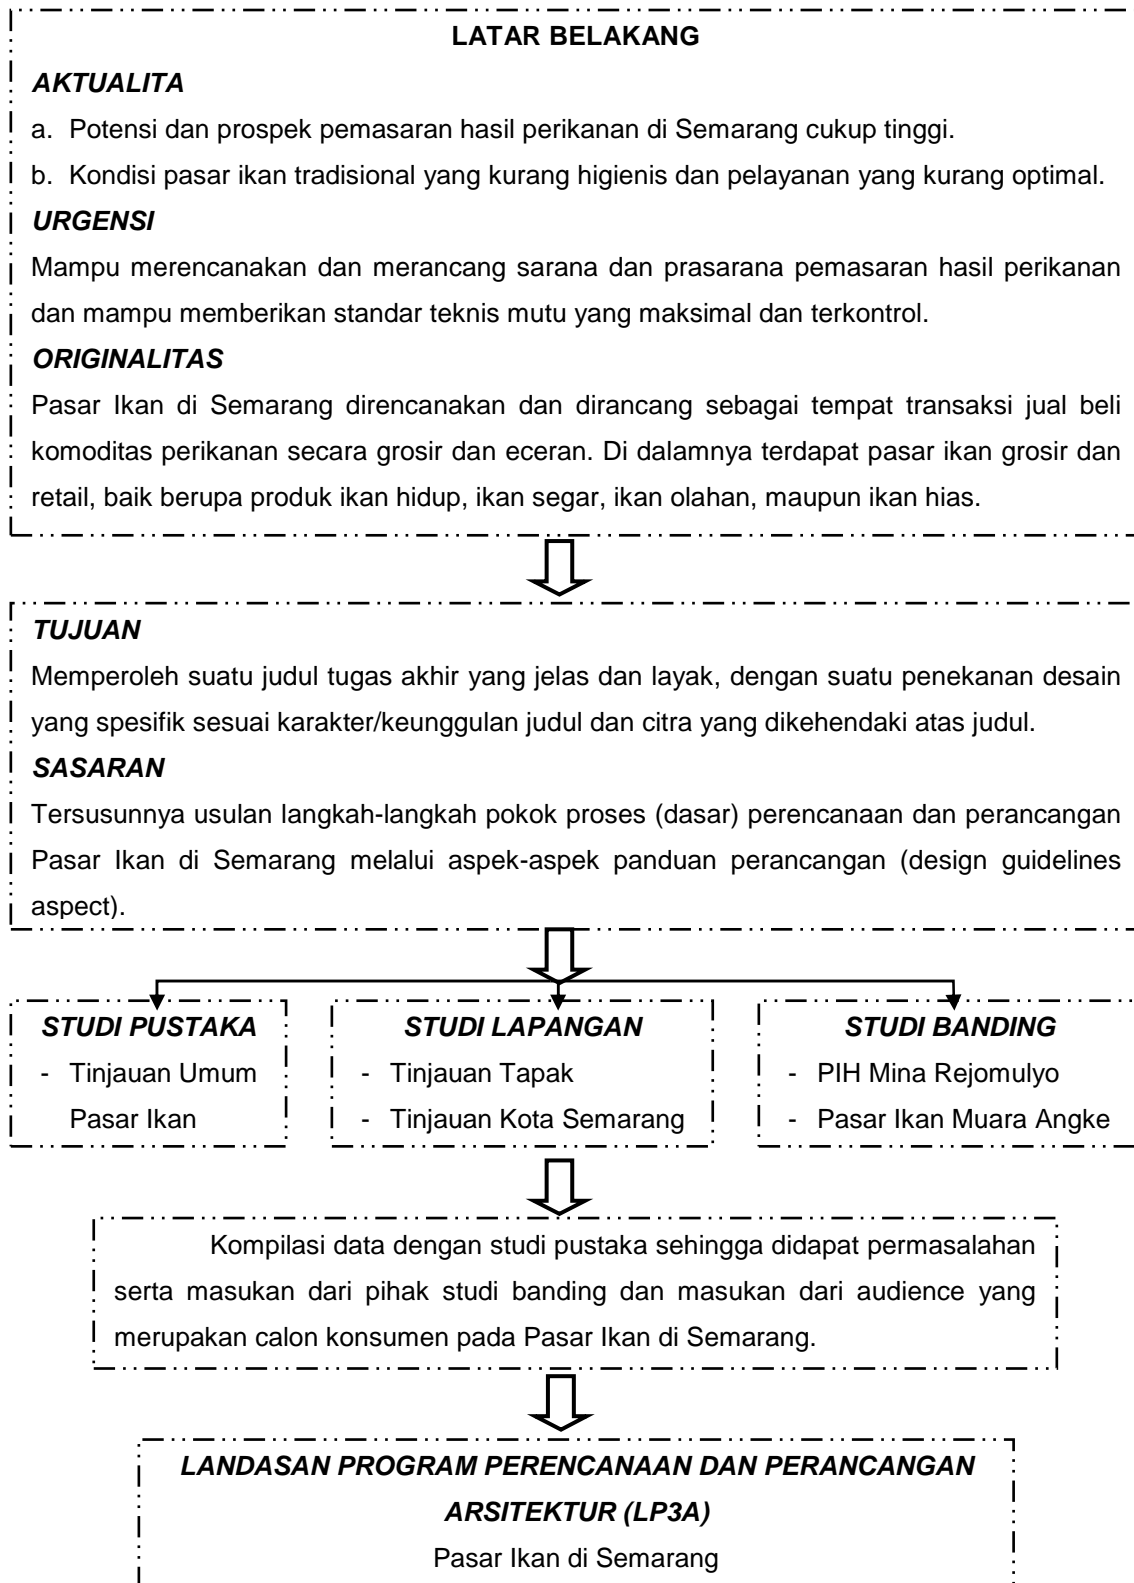 LATAR BELAKANG
AKTUALITA
a. Potensi dan prospek pemasaran hasil perikanan di Semarang cukup tinggi.
b. Kondisi pasar ikan tradisional yang kurang higienis dan pelayanan yang kurang optimal.
URGENSI
Mampu merencanakan dan merancang sarana dan prasarana pemasaran hasil perikanan
dan mampu memberikan standar teknis mutu yang maksimal dan terkontrol.
ORIGINALITAS
Pasar Ikan di Semarang direncanakan dan dirancang sebagai tempat transaksi jual beli
komoditas perikanan secara grosir dan eceran. Di dalamnya terdapat pasar ikan grosir dan
retail, baik berupa produk ikan hidup, ikan segar, ikan olahan, maupun ikan hias.
TUJUAN
Memperoleh suatu judul tugas akhir yang jelas dan layak, dengan suatu penekanan desain
yang spesifik sesuai karakter/keunggulan judul dan citra yang dikehendaki atas judul.
SASARAN
Tersusunnya usulan langkah-langkah pokok proses (dasar) perencanaan dan perancangan
Pasar Ikan di Semarang melalui aspek-aspek panduan perancangan (design guidelines
aspect).
STUDI PUSTAKA
- Tinjauan Umum
Pasar Ikan
STUDI LAPANGAN
- Tinjauan Tapak
- Tinjauan Kota Semarang
STUDI BANDING
- PIH Mina Rejomulyo
- Pasar Ikan Muara Angke
Kompilasi data dengan studi pustaka sehingga didapat permasalahan
serta masukan dari pihak studi banding dan masukan dari audience yang
merupakan calon konsumen pada Pasar Ikan di Semarang.
LANDASAN PROGRAM PERENCANAAN DAN PERANCANGAN
ARSITEKTUR (LP3A)
Pasar Ikan di Semarang